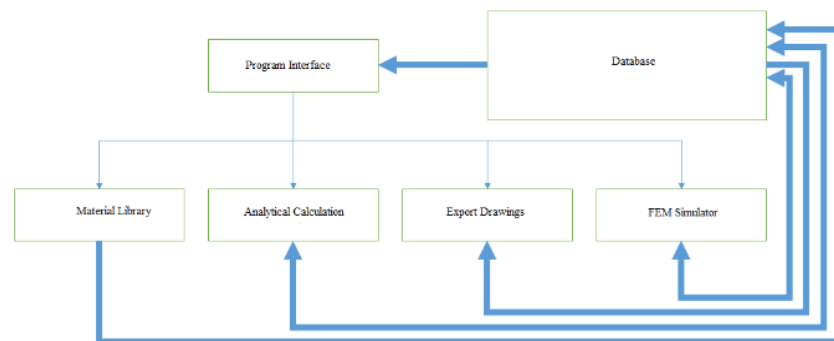 Database
Program Interface
Material Library
Analytical Calculation
Export Drawings
FEM Simulator